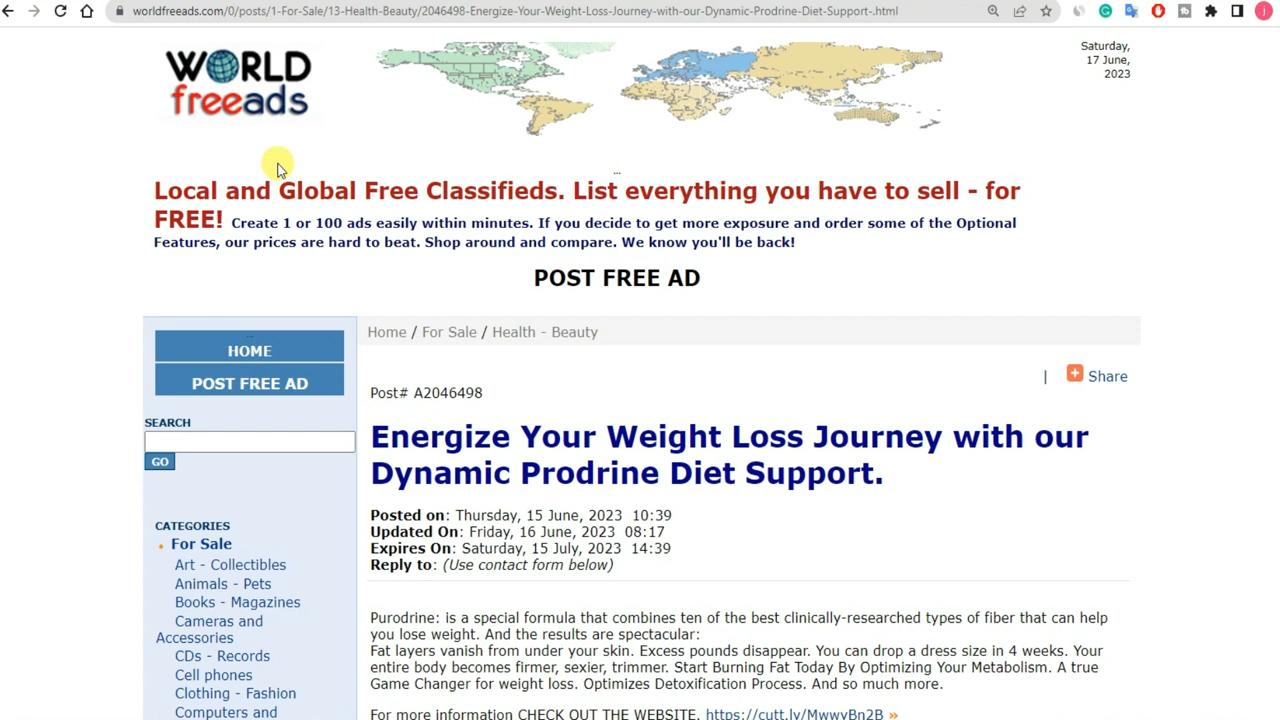 worldfreeads.com/0/posts/1-For-Sale/13-Health-Beauty/2046498-Energize-Your-Weight-Loss-Journey-with-our-Dynamic-Prodrine-Diet-Support-.html
j
WORLD
freeads
Saturday,
17 June,
2023
...
Local and Global Free Classifieds. List everything you have to sell - for
FREE! Create 1 or 100 ads easily within minutes. If you decide to get more exposure and order some of the Optional
Features, our prices are hard to beat. Shop around and compare. We know you'll be back!
POST FREE AD
HOME
POST FREE AD
SEARCH
GO
CATEGORIES
• For Sale
Art - Collectibles
Animals - Pets
Books - Magazines
Cameras and
Accessories
CDs - Records
Cell phones
Clothing - Fashion
Computers and
Home / For Sale / Health - Beauty
| Share
Post# A2046498
Energize Your Weight Loss Journey with our
Dynamic Prodrine Diet Support.
Posted on: Thursday, 15 June, 2023 10:39
Updated On: Friday, 16 June, 2023 08:17
Expires On: Saturday, 15 July, 2023 14:39
Reply to: (Use contact form below)
Purodrine: is a special formula that combines ten of the best clinically-researched types of fiber that can help
you lose weight. And the results are spectacular:
Fat layers vanish from under your skin. Excess pounds disappear. You can drop a dress size in 4 weeks. Your
entire body becomes firmer, sexier, trimmer. Start Burning Fat Today By Optimizing Your Metabolism. A true
Game Changer for weight loss. Optimizes Detoxification Process. And so much more.
For more information CHECK OUT THE WEBSITE. https://cutt.ly/MwwyBn2B »